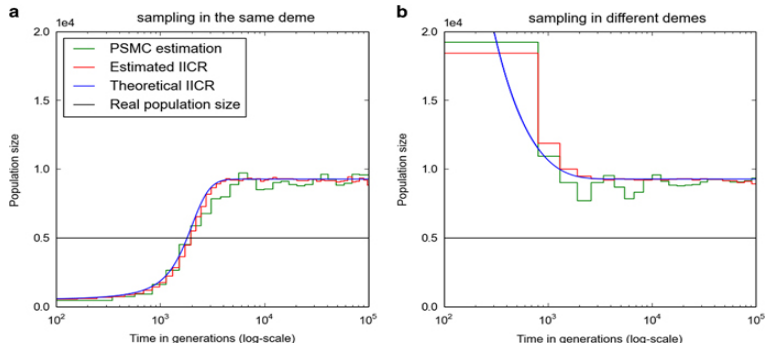 a
sampling in the same deme
1e4
PSMC estimation
Estimated IICR
Theoretical IICR
Real population size
2.0
1.5
1.0
0.5
0.0
Population size
10^2
10^3
10^4
10^5
Time in generations (log-scale)
b
sampling in different demes
1e4
2.0
1.5
1.0
0.5
0.0
Population size
10^2
10^3
10^4
10^5
Time in generations (log-scale)